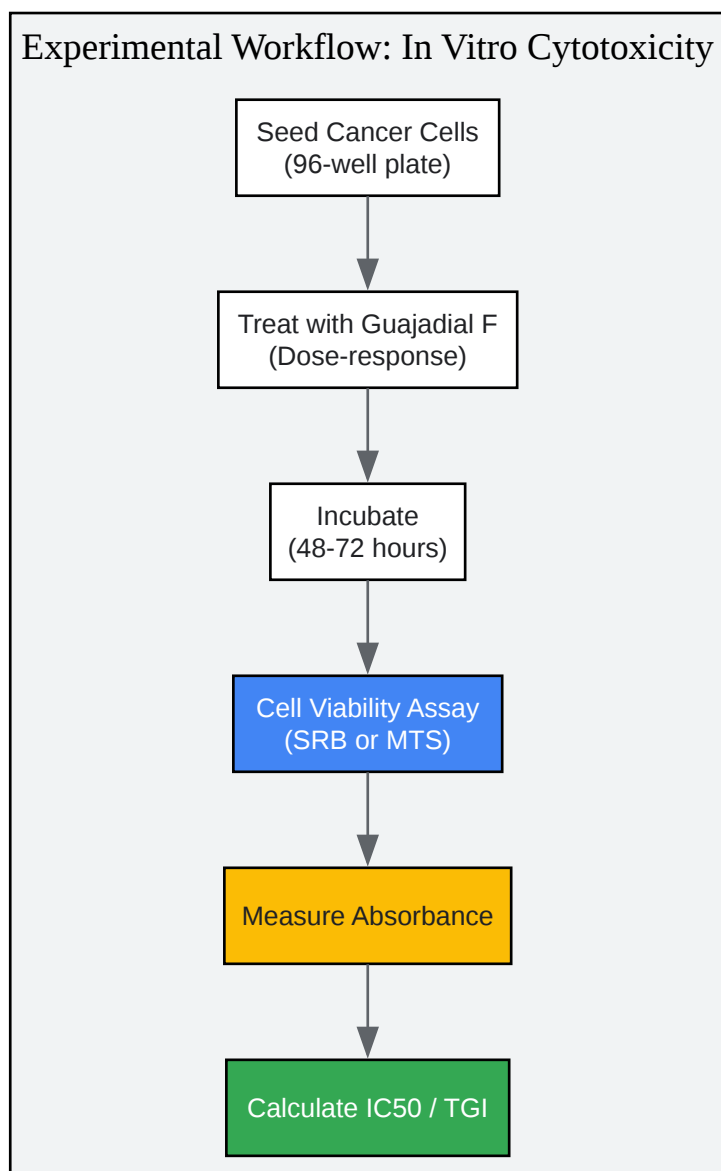 Experimental Workflow: In Vitro Cytotoxicity
Seed Cancer Cells
(96-well plate)
Treat with Guajadial F
(Dose-response)
Incubate
(48-72 hours)
Cell Viability Assay
(SRB or MTS)
Measure Absorbance
Calculate IC50 / TGI